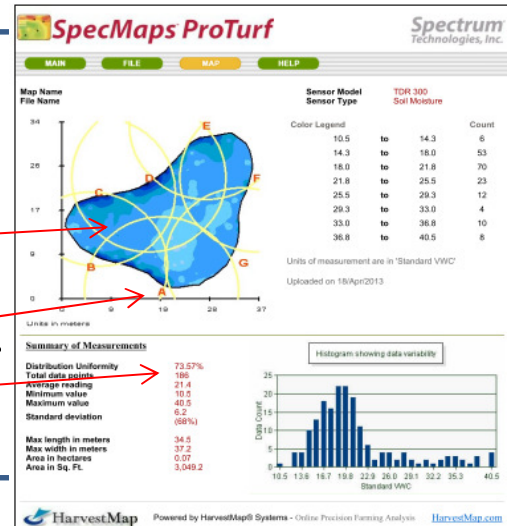 SpecMaps ProTurf
Spectrum
Technologies, Inc.
MAIN FILE MAP HELP
Map Name
File Name
Sensor Model TDR 300
Sensor Type Soil Moisture
Color Legend Count
10.5 to 14.3 6
14.3 to 18.0 53
18.0 to 21.8 70
21.8 to 25.5 23
25.5 to 29.3 12
29.3 to 33.0 4
33.0 to 36.8 10
36.8 to 40.5 8
Units of measurement are in 'Standard VWC'
Uploaded on 18/Apr/2013
34
26
17
9
0
0 9 19 28 37
A
B
C
D
E
F
G
Units in meters
Summary of Measurements
Distribution Uniformity 73.57%
Total data points 186
Average reading 21.4
Minimum value 10.5
Maximum value 40.5
Standard deviation 6.2
(68%)
Max length in meters 34.5
Max width in meters 37.2
Area in hectares 0.07
Area in Sq. Ft. 3,049.2
Histogram showing data variability
Data Count
25
20
15
10
5
0
10.5 13.6 16.7 19.8 22.9 26.0 29.1 32.2 35.3 40.5
Standard VWC
HarvestMap Powered by HarvestMap® Systems - Online Precision Farming Analysis HarvestMap.com